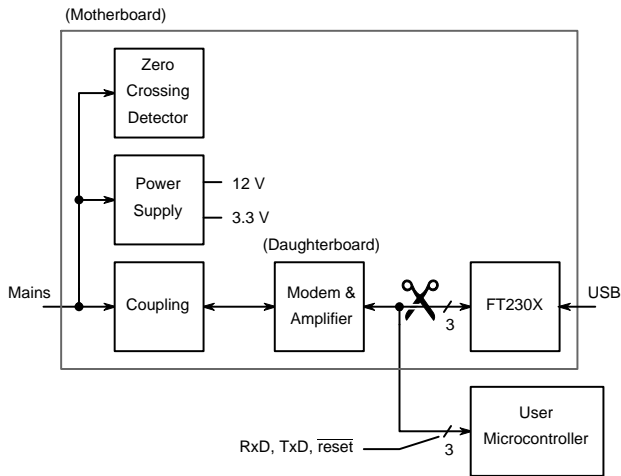 (Motherboard)
Zero
Crossing
Detector
Power
Supply
12 V
3.3 V
(Daughterboard)
Mains
Coupling
Modem &
Amplifier
3
FT230X
USB
User
Microcontroller
RxD, TxD, reset
3